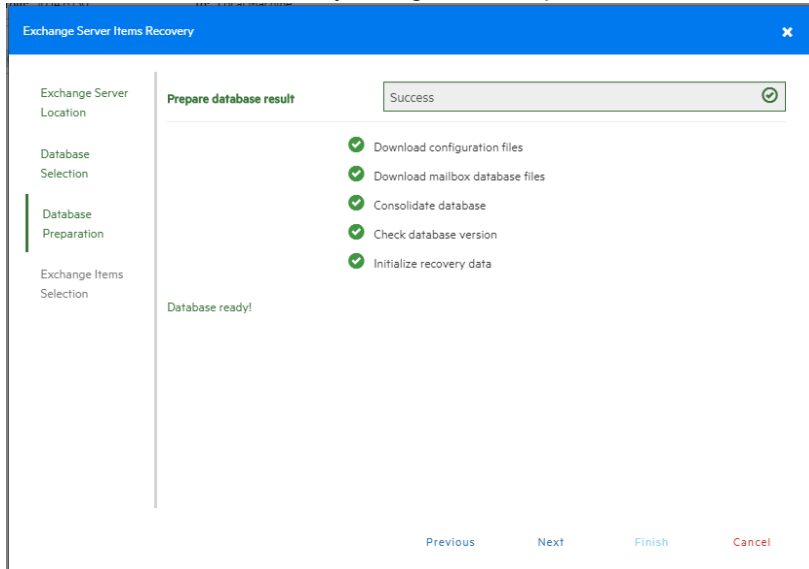 Exchange Server Items Recovery
Exchange Server
Location
Prepare database result
Success
Database
Selection
Database
Preparation
Exchange Items
Selection
Download configuration files
Download mailbox database files
Consolidate database
Check database version
Initialize recovery data
Database ready!
Previous
Next
Finish
Cancel